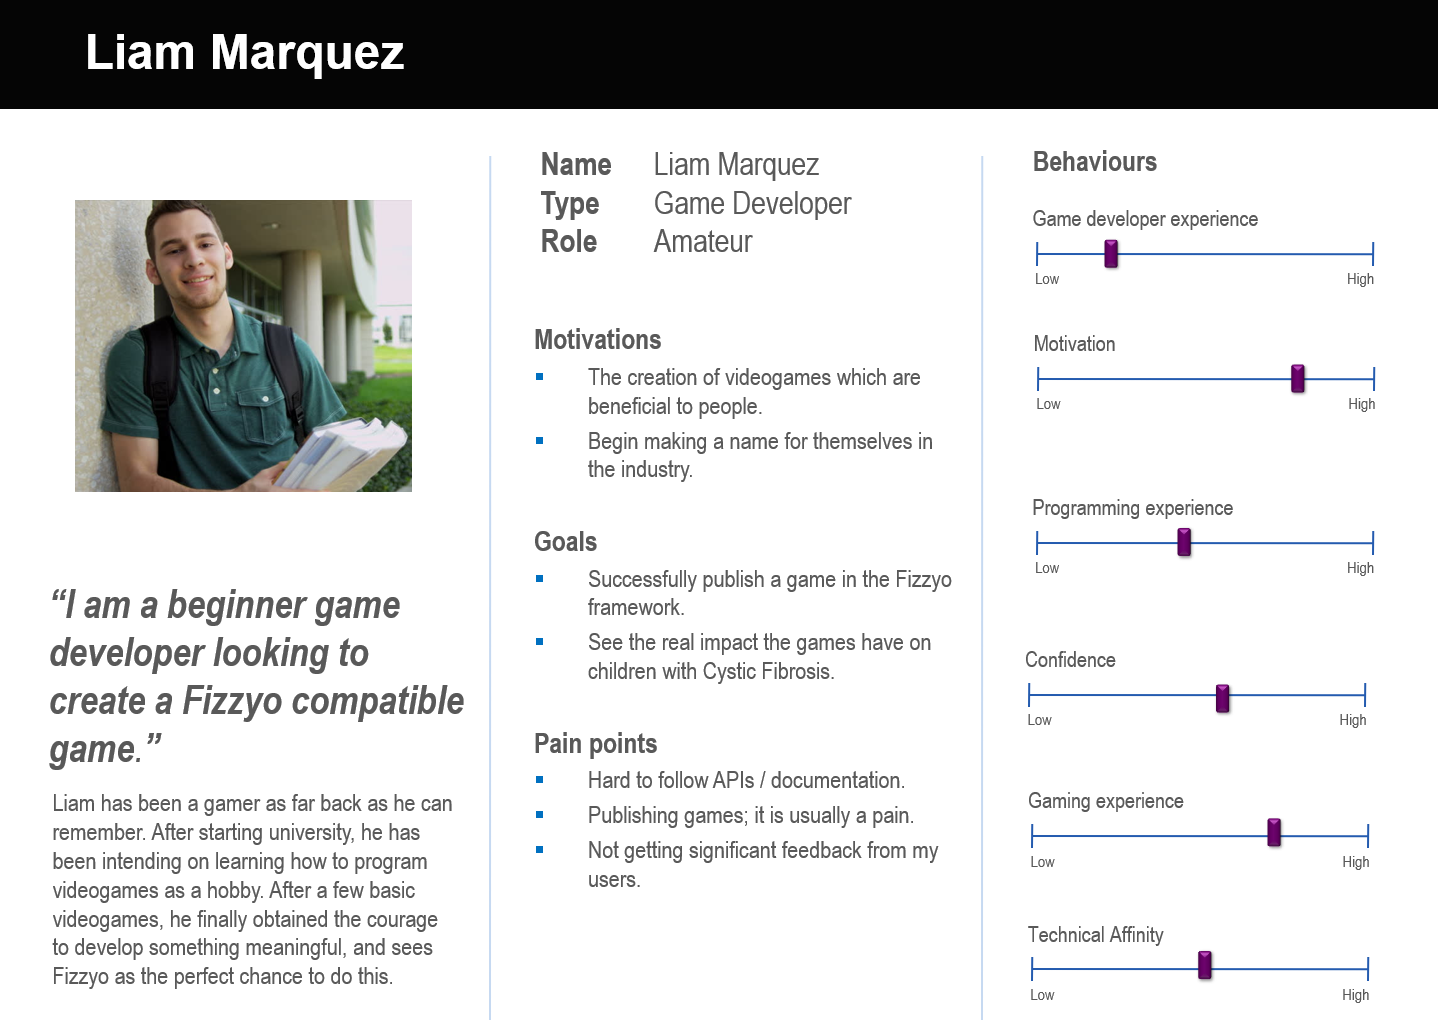 Liam Marquez
“I am a beginner game
developer looking to
create a Fizzyo compatible
game.”
Liam has been a gamer as far back as he can
remember. After starting university, he has
been intending on learning how to program
videogames as a hobby. After a few basic
videogames, he finally obtained the courage
to develop something meaningful, and sees
Fizzyo as the perfect chance to do this.
Name Liam Marquez
Type Game Developer
Role Amateur
Motivations
The creation of videogames which are
beneficial to people.
Begin making a name for themselves in
the industry.
Goals
Successfully publish a game in the Fizzyo
framework.
See the real impact the games have on
children with Cystic Fibrosis.
Pain points
Hard to follow APIs / documentation.
Publishing games; it is usually a pain.
Not getting significant feedback from my
users.
Behaviours
Game developer experience
Low High
Motivation
Low High
Programming experience
Low High
Confidence
Low High
Gaming experience
Low High
Technical Affinity
Low High